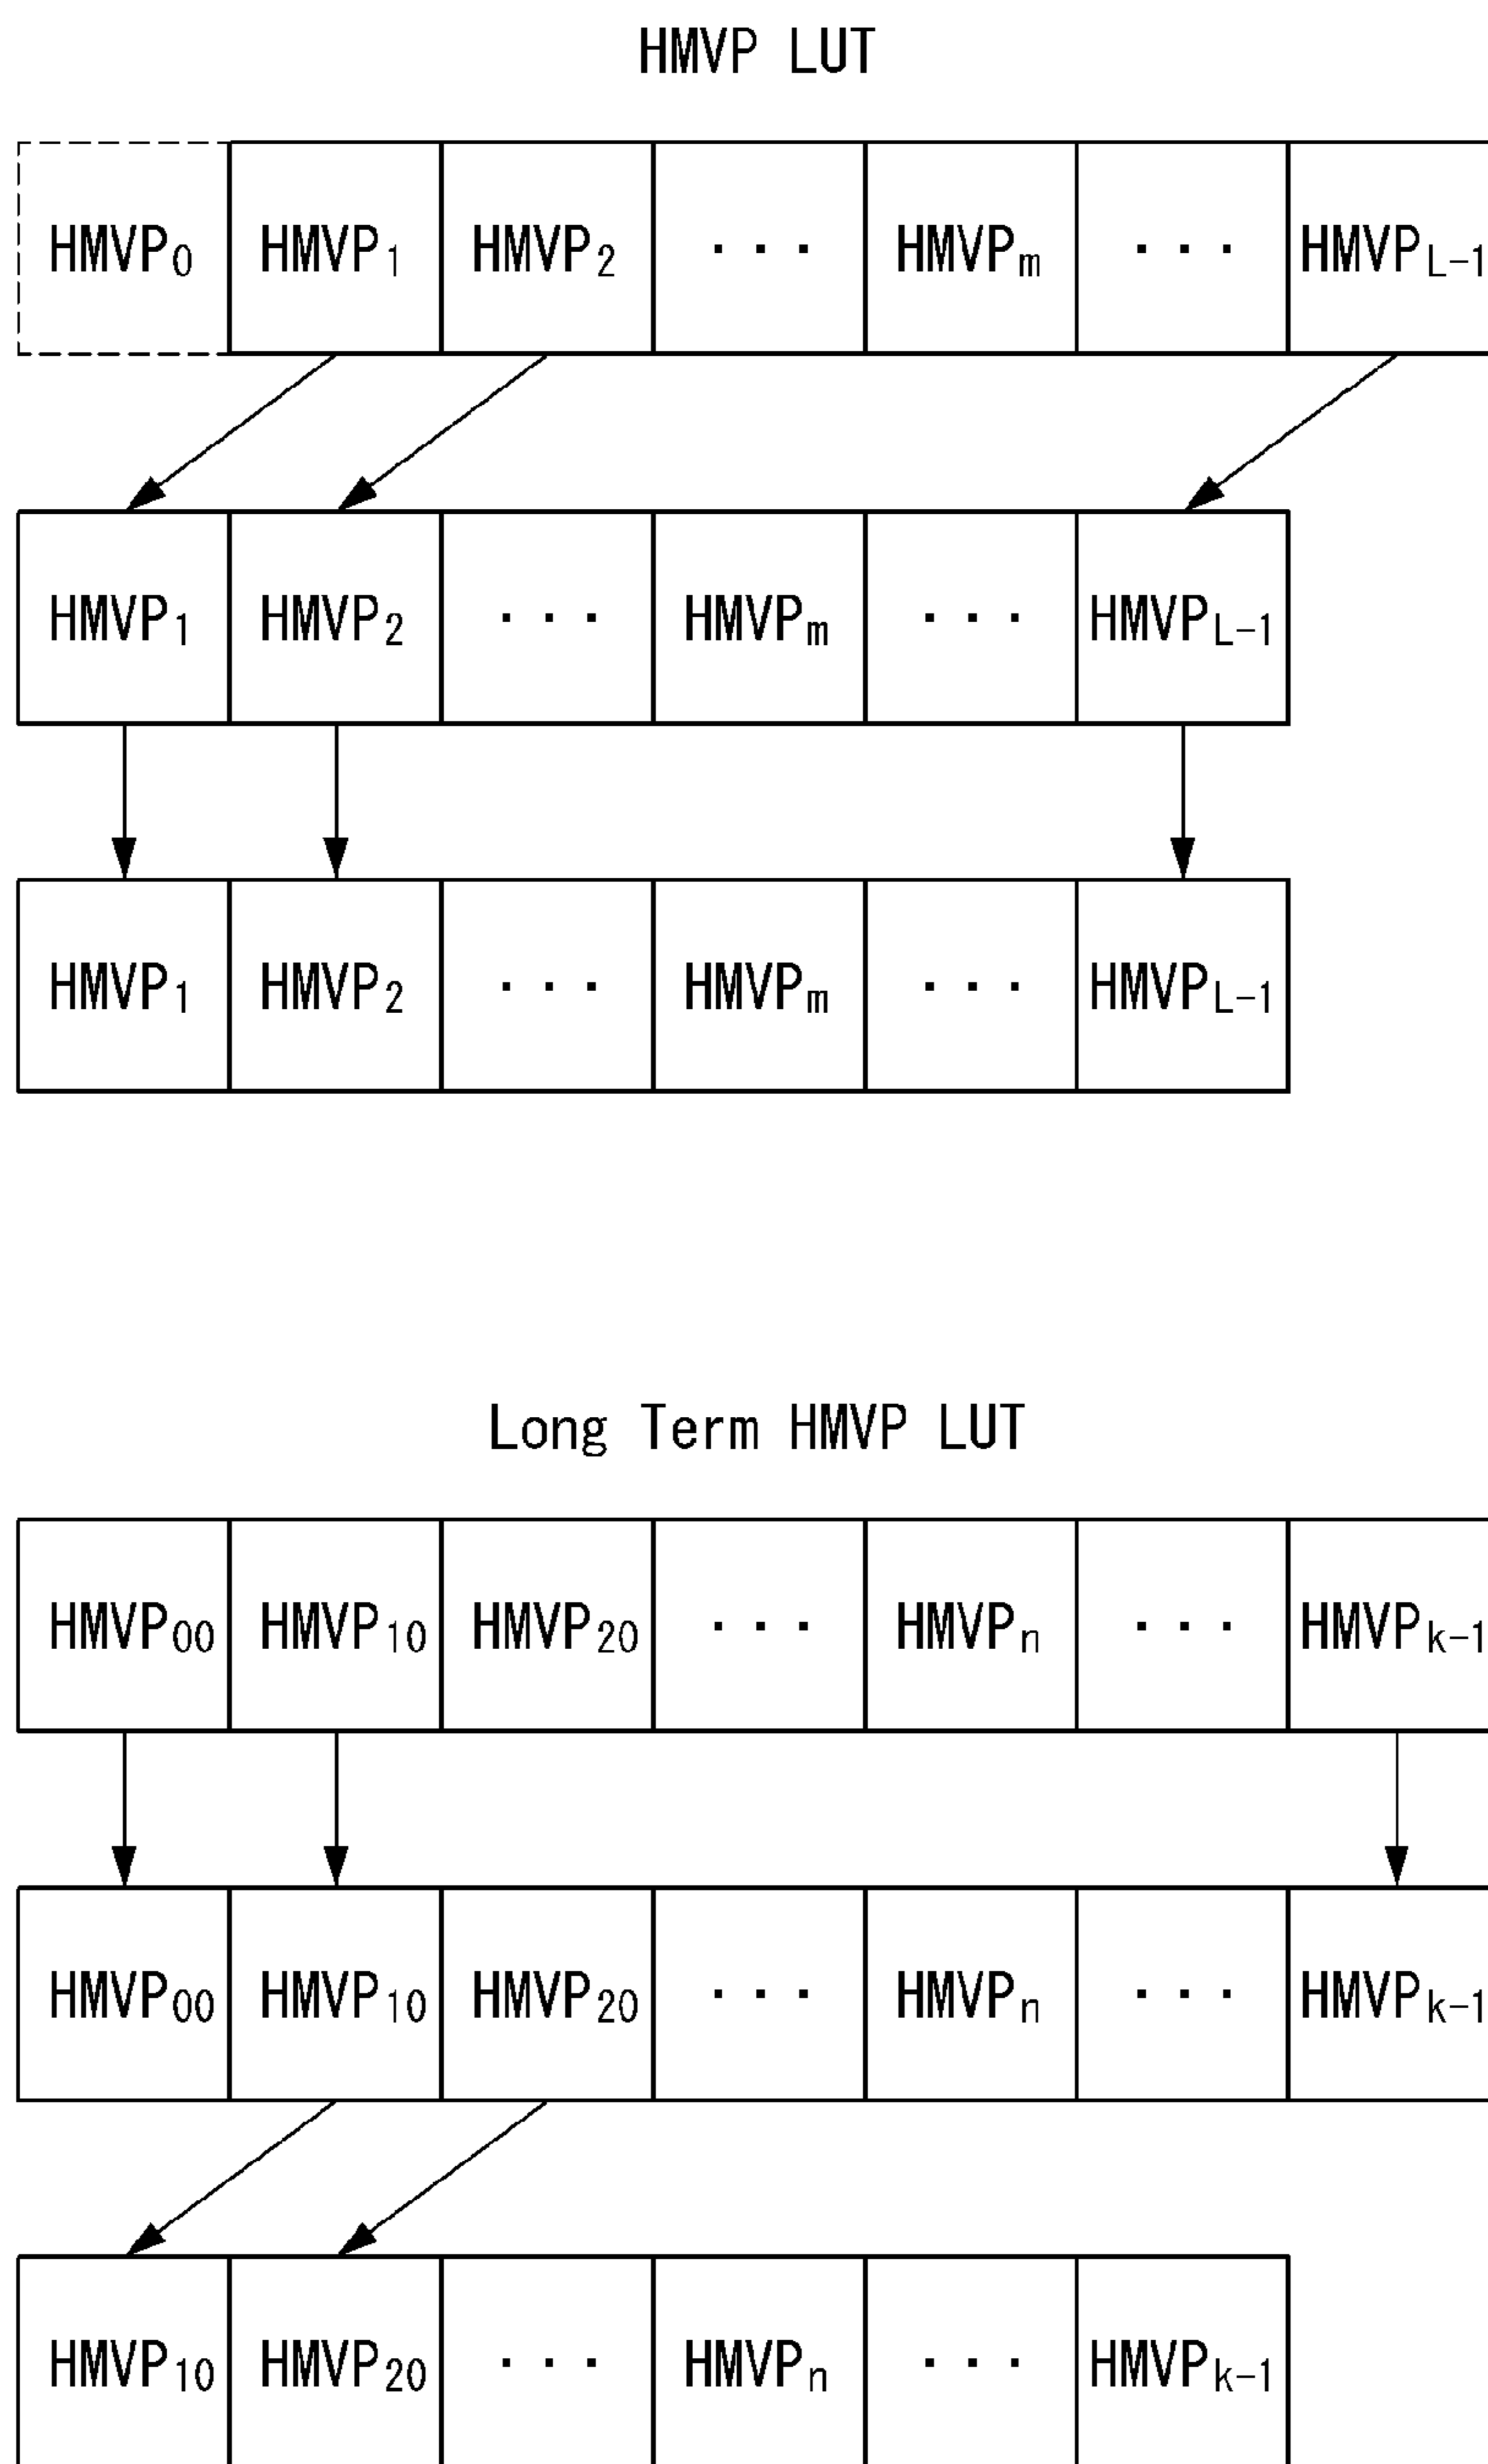 HMVP LUT
HMVP0 HMVP1 HMVP2 ... HMVPm ... HMVPL-1
HMVP1 HMVP2 ... HMVPm ... HMVPL-1
HMVP1 HMVP2 ... HMVPm ... HMVPL-1
Long Term HMVP LUT
HMVP00 HMVP10 HMVP20 ... HMVPn ... HMVPk-1
HMVP00 HMVP10 HMVP20 ... HMVPn ... HMVPk-1
HMVP10 HMVP20 ... HMVPn ... HMVPk-1